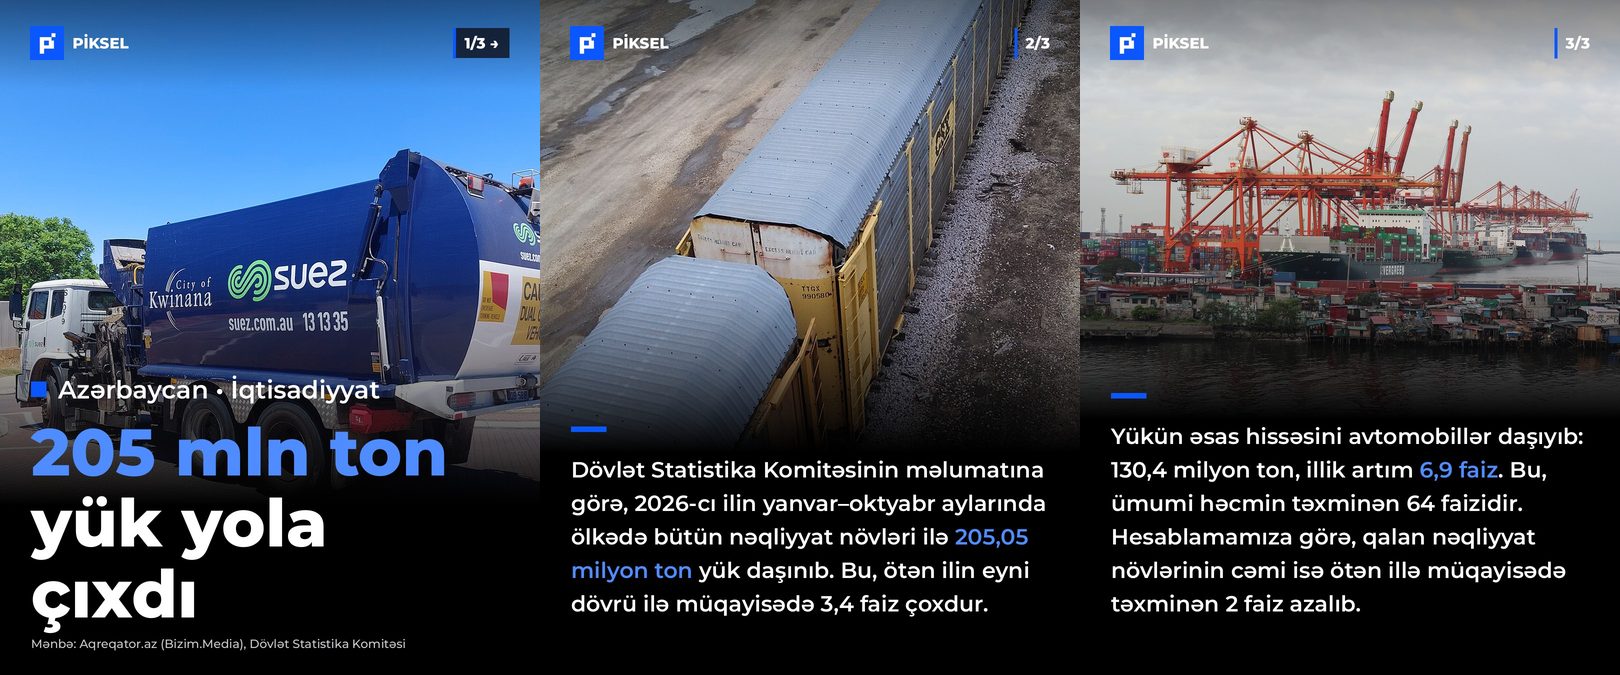 PİKSEL
1/3 →
City of
Kwinana
suez
suez.com.au 13 13 35
Azərbaycan • İqtisadiyyat
205 mln ton
yük yola
çıxdı
Mənbə: Aqreqator.az (Bizim.Media), Dövlət Statistika Komitəsi
PİKSEL
2/3
YTGX
Dövlət Statistika Komitəsinin məlumatına
görə, 2026-cı ilin yanvar–oktyabr aylarında
ölkədə bütün nəqliyyat növləri ilə 205,05
milyon ton yük daşınıb. Bu, ötən ilin eyni
dövrü ilə müqayisədə 3,4 faiz çoxdur.
PİKSEL
3/3
EVERGREEN
Yükün əsas hissəsini avtomobillər daşıyıb:
130,4 milyon ton, illik artım 6,9 faiz. Bu,
ümumi həcmin təxminən 64 faizidir.
Hesablamamıza görə, qalan nəqliyyat
növlərinin cəmi isə ötən illə müqayisədə
təxminən 2 faiz azalıb.